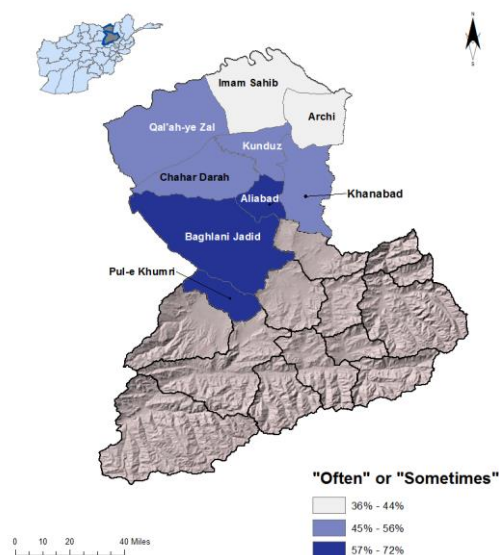 N
S
Imam Sahib
Archi
Qal'ah-ye Zal
Kunduz
Chahar Darah
Khanabad
Aliabad
Baghlani Jadid
Pul-e Khumri
"Often" or "Sometimes"
36% - 44%
45% - 56%
57% - 72%
0 10 20 40 Miles